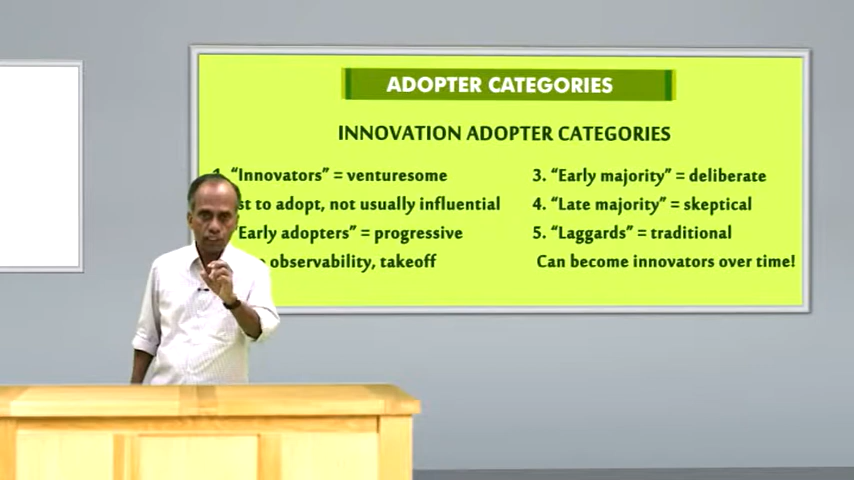 ADOPTER CATEGORIES
INNOVATION ADOPTER CATEGORIES
1. “Innovators” = venturesome
to adopt, not usually influential
“Early adopters” = progressive
observability, takeoff
3. “Early majority” = deliberate
4. “Late majority” = skeptical
5. “Laggards” = traditional
Can become innovators over time!